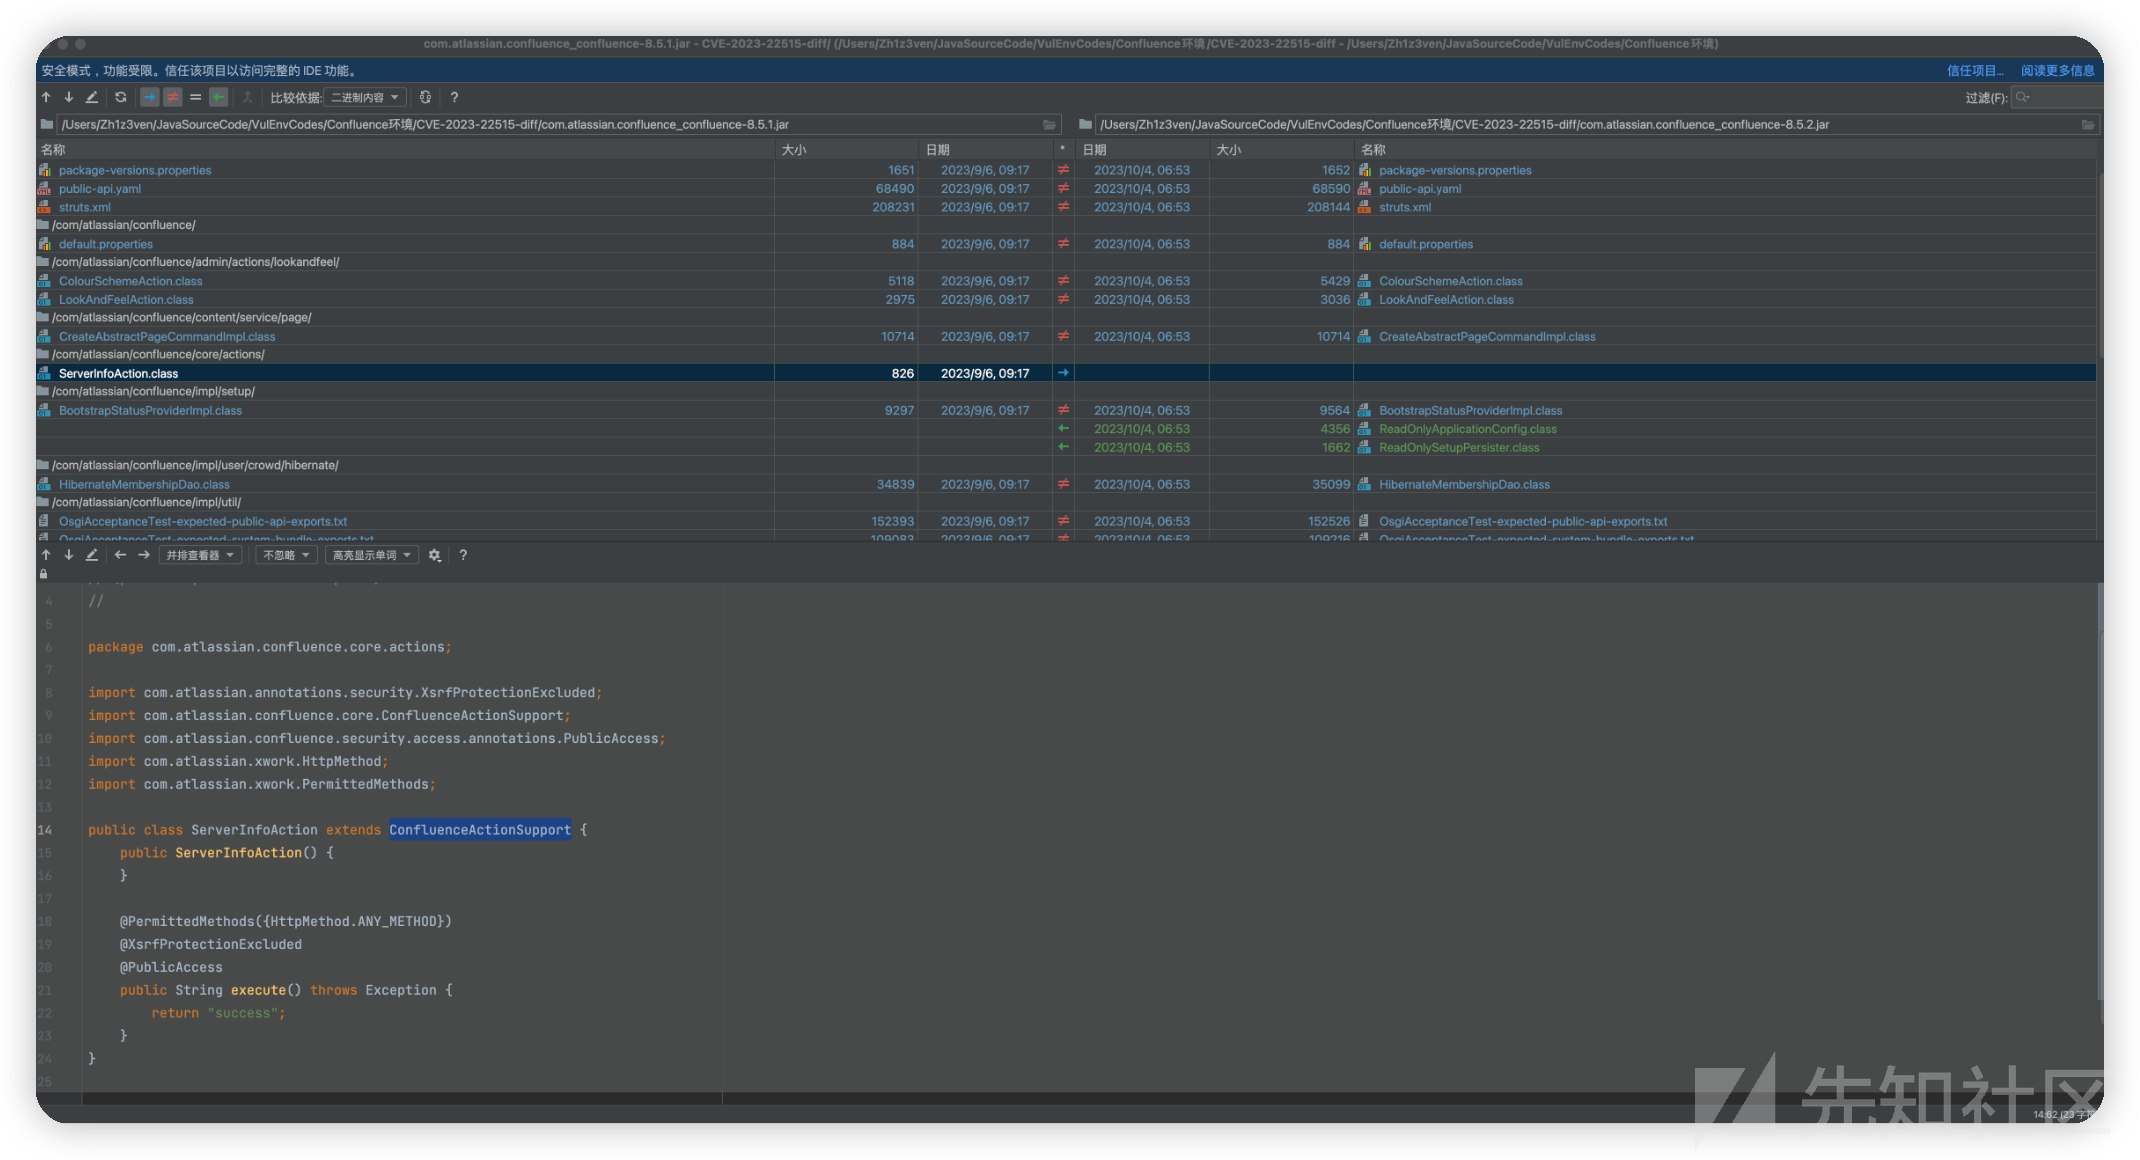 com.atlassian.confluence_confluence-8.5.1.jar - CVE-2023-22515-diff/ (/Users/Zh1z3ven/JavaSourceCode/VulEnvCodes/Confluence环境/CVE-2023-22515-diff - /Users/Zh1z3ven/JavaSourceCode/VulEnvCodes/Confluence环境)
安全模式，功能受限。信任该项目以访问完整的 IDE 功能。 信任项目... 阅读更多信息
比较依据: 二进制内容 ? 过滤(F):
/Users/Zh1z3ven/JavaSourceCode/VulEnvCodes/Confluence环境/CVE-2023-22515-diff/com.atlassian.confluence_confluence-8.5.1.jar /Users/Zh1z3ven/JavaSourceCode/VulEnvCodes/Confluence环境/CVE-2023-22515-diff/com.atlassian.confluence_confluence-8.5.2.jar
名称 大小 日期 * 日期 大小 名称
package-versions.properties 1651 2023/9/6, 09:17 ≠ 2023/10/4, 06:53 1652 package-versions.properties
public-api.yaml 68490 2023/9/6, 09:17 ≠ 2023/10/4, 06:53 68590 public-api.yaml
struts.xml 208231 2023/9/6, 09:17 ≠ 2023/10/4, 06:53 208144 struts.xml
/com/atlassian/confluence/
default.properties 884 2023/9/6, 09:17 ≠ 2023/10/4, 06:53 884 default.properties
/com/atlassian/confluence/admin/actions/lookandfeel/
ColourSchemeAction.class 5118 2023/9/6, 09:17 ≠ 2023/10/4, 06:53 5429 ColourSchemeAction.class
LookAndFeelAction.class 2975 2023/9/6, 09:17 ≠ 2023/10/4, 06:53 3036 LookAndFeelAction.class
/com/atlassian/confluence/content/service/page/
CreateAbstractPageCommandImpl.class 10714 2023/9/6, 09:17 ≠ 2023/10/4, 06:53 10714 CreateAbstractPageCommandImpl.class
/com/atlassian/confluence/core/actions/
ServerInfoAction.class 826 2023/9/6, 09:17 →
/com/atlassian/confluence/impl/setup/
BootstrapStatusProviderImpl.class 9297 2023/9/6, 09:17 ≠ 2023/10/4, 06:53 9564 BootstrapStatusProviderImpl.class
← 2023/10/4, 06:53 4356 ReadOnlyApplicationConfig.class
← 2023/10/4, 06:53 1662 ReadOnlySetupPersister.class
/com/atlassian/confluence/impl/user/crowd/hibernate/
HibernateMembershipDao.class 34839 2023/9/6, 09:17 ≠ 2023/10/4, 06:53 35099 HibernateMembershipDao.class
/com/atlassian/confluence/impl/util/
OsgiAcceptanceTest-expected-public-api-exports.txt 152393 2023/9/6, 09:17 ≠ 2023/10/4, 06:53 152526 OsgiAcceptanceTest-expected-public-api-exports.txt
OsgiAcceptanceTest-expected-system-bundle-exports.txt 109083 2023/9/6, 09:17 ≠ 2023/10/4, 06:53 109216 OsgiAcceptanceTest-expected-system-bundle-exports.txt
并排查看器 不忽略 高亮显示单词 ?
4 //
5
6 package com.atlassian.confluence.core.actions;
7
8 import com.atlassian.annotations.security.XsrfProtectionExcluded;
9 import com.atlassian.confluence.core.ConfluenceActionSupport;
10 import com.atlassian.confluence.security.access.annotations.PublicAccess;
11 import com.atlassian.xwork.HttpMethod;
12 import com.atlassian.xwork.PermittedMethods;
13
14 public class ServerInfoAction extends ConfluenceActionSupport {
15 public ServerInfoAction() {
16 }
17
18 @PermittedMethods({HttpMethod.ANY_METHOD})
19 @XsrfProtectionExcluded
20 @PublicAccess
21 public String execute() throws Exception {
22 return "success";
23 }
24 }
25
先知社区
14:62 (23 字符